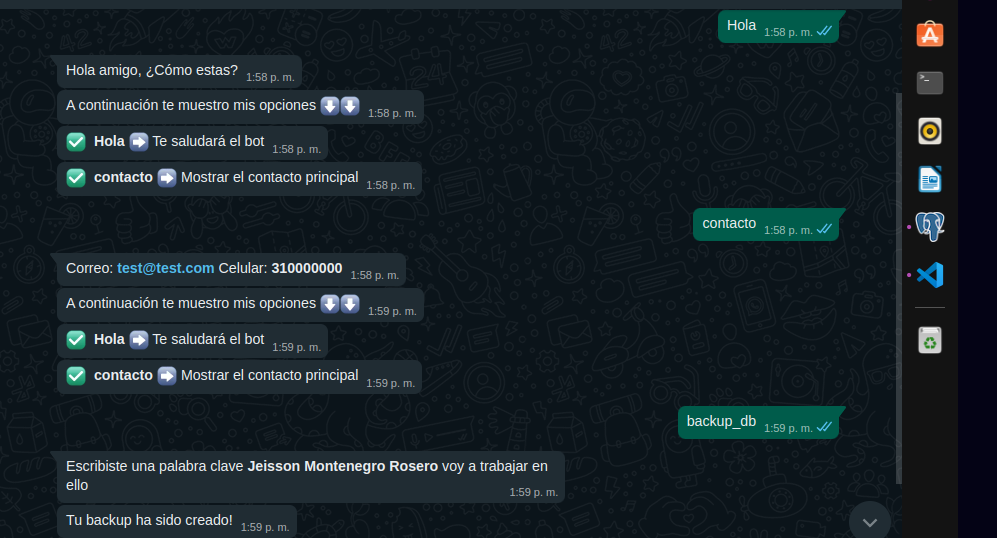 Hola 1:58 p. m.
Hola amigo, ¿Cómo estas? 1:58 p. m.
A continuación te muestro mis opciones ⬇️⬇️ 1:58 p. m.
✅ Hola ➡️ Te saludará el bot 1:58 p. m.
✅ contacto ➡️ Mostrar el contacto principal 1:58 p. m.
contacto 1:58 p. m.
Correo: test@test.com Celular: 310000000 1:58 p. m.
A continuación te muestro mis opciones ⬇️⬇️ 1:59 p. m.
✅ Hola ➡️ Te saludará el bot 1:59 p. m.
✅ contacto ➡️ Mostrar el contacto principal 1:59 p. m.
backup_db 1:59 p. m.
Escribiste una palabra clave Jeisson Montenegro Rosero voy a trabajar en
ello 1:59 p. m.
Tu backup ha sido creado! 1:59 p. m.